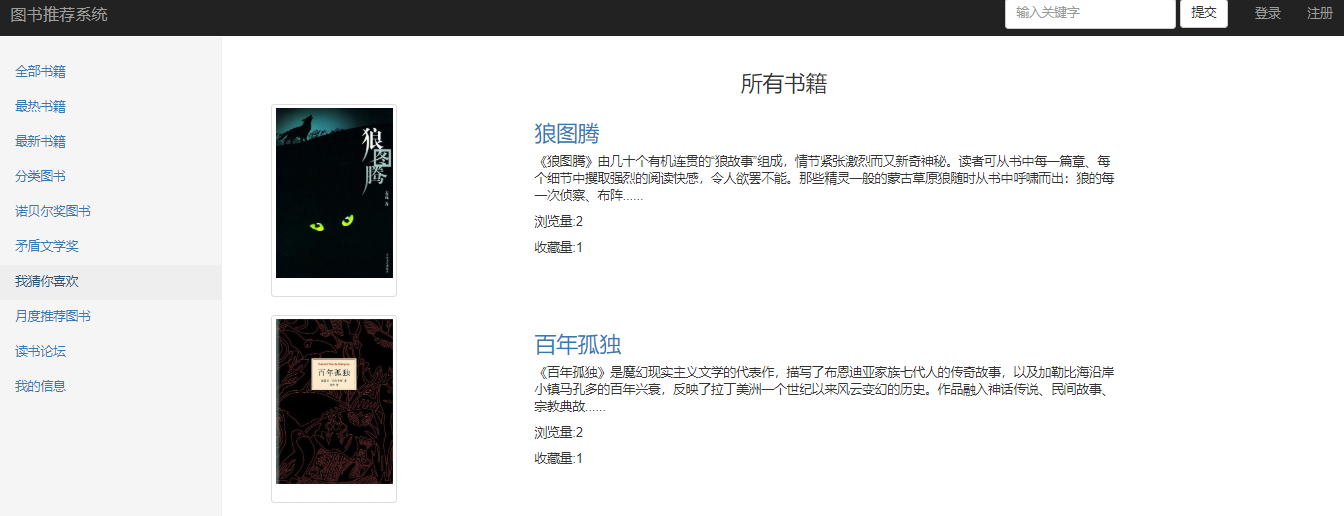 图书推荐系统
输入关键字
提交
登录
注册
全部书籍
最热书籍
最新书籍
分类图书
诺贝尔奖图书
矛盾文学奖
我猜你喜欢
月度推荐图书
读书论坛
我的信息
所有书籍
狼图腾
狼图腾
《狼图腾》由几十个有机连贯的“狼故事”组成，情节紧张激烈而又新奇神秘。读者可从书中每一篇章、每
个细节中攫取强烈的阅读快感，令人欲罢不能。那些精灵一般的蒙古草原狼随时从书中呼啸而出：狼的每
一次侦察、布阵......
浏览量:2
收藏量:1
百年孤独
百年孤独
《百年孤独》是魔幻现实主义文学的代表作，描写了布恩迪亚家族七代人的传奇故事，以及加勒比海沿岸
小镇马孔多的百年兴衰，反映了拉丁美洲一个世纪以来风云变幻的历史。作品融入神话传说、民间故事、
宗教典故......
浏览量:2
收藏量:1